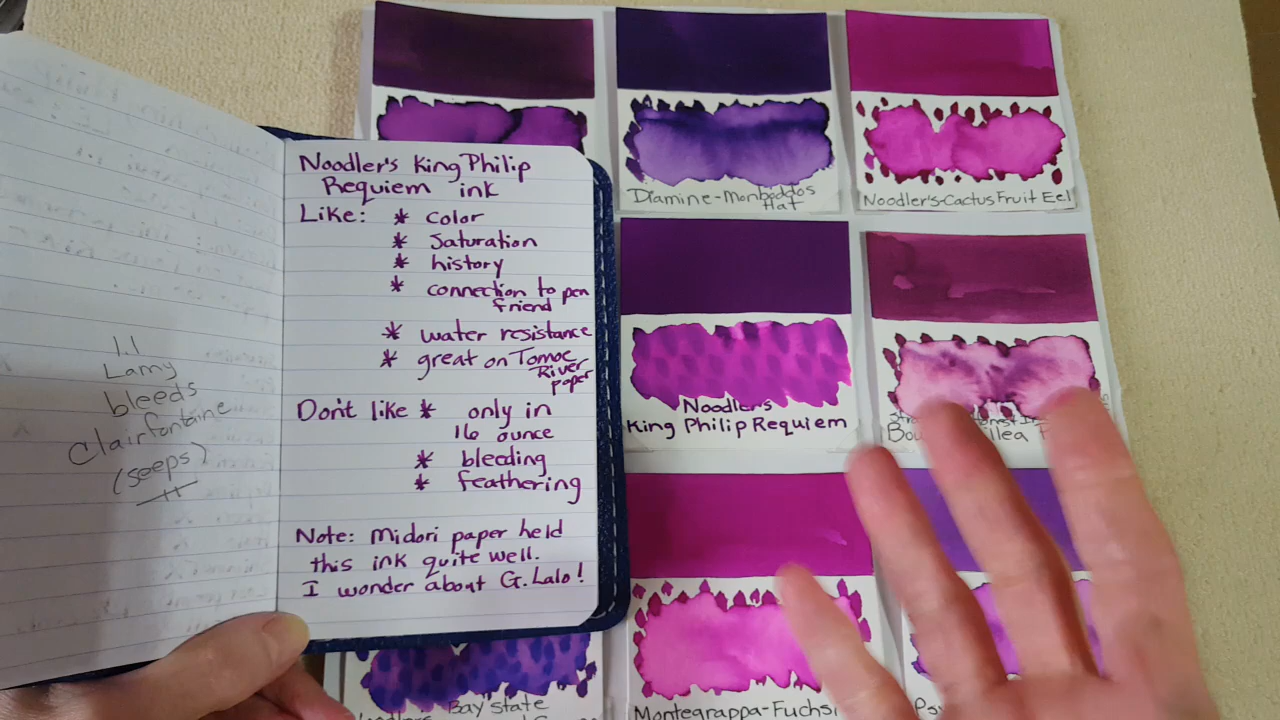 1.1
Lamy
bleeds
Clairfontaine
(seeps)
Noodler's King Philip
Requiem ink
Like: * color
* saturation
* history
* connection to pen
friend
* water resistance
* great on Tomoe
River
paper
Don't like * only in
16 ounce
* bleeding
* feathering
Note: Midori paper held
this ink quite well.
I wonder about G. Lalo!
Diamine-Monboddos
Hat
Noodler's-Cactus Fruit Eel
Noodlers
King Philip Requiem
Bay State
Montegrappa-Fuchsi